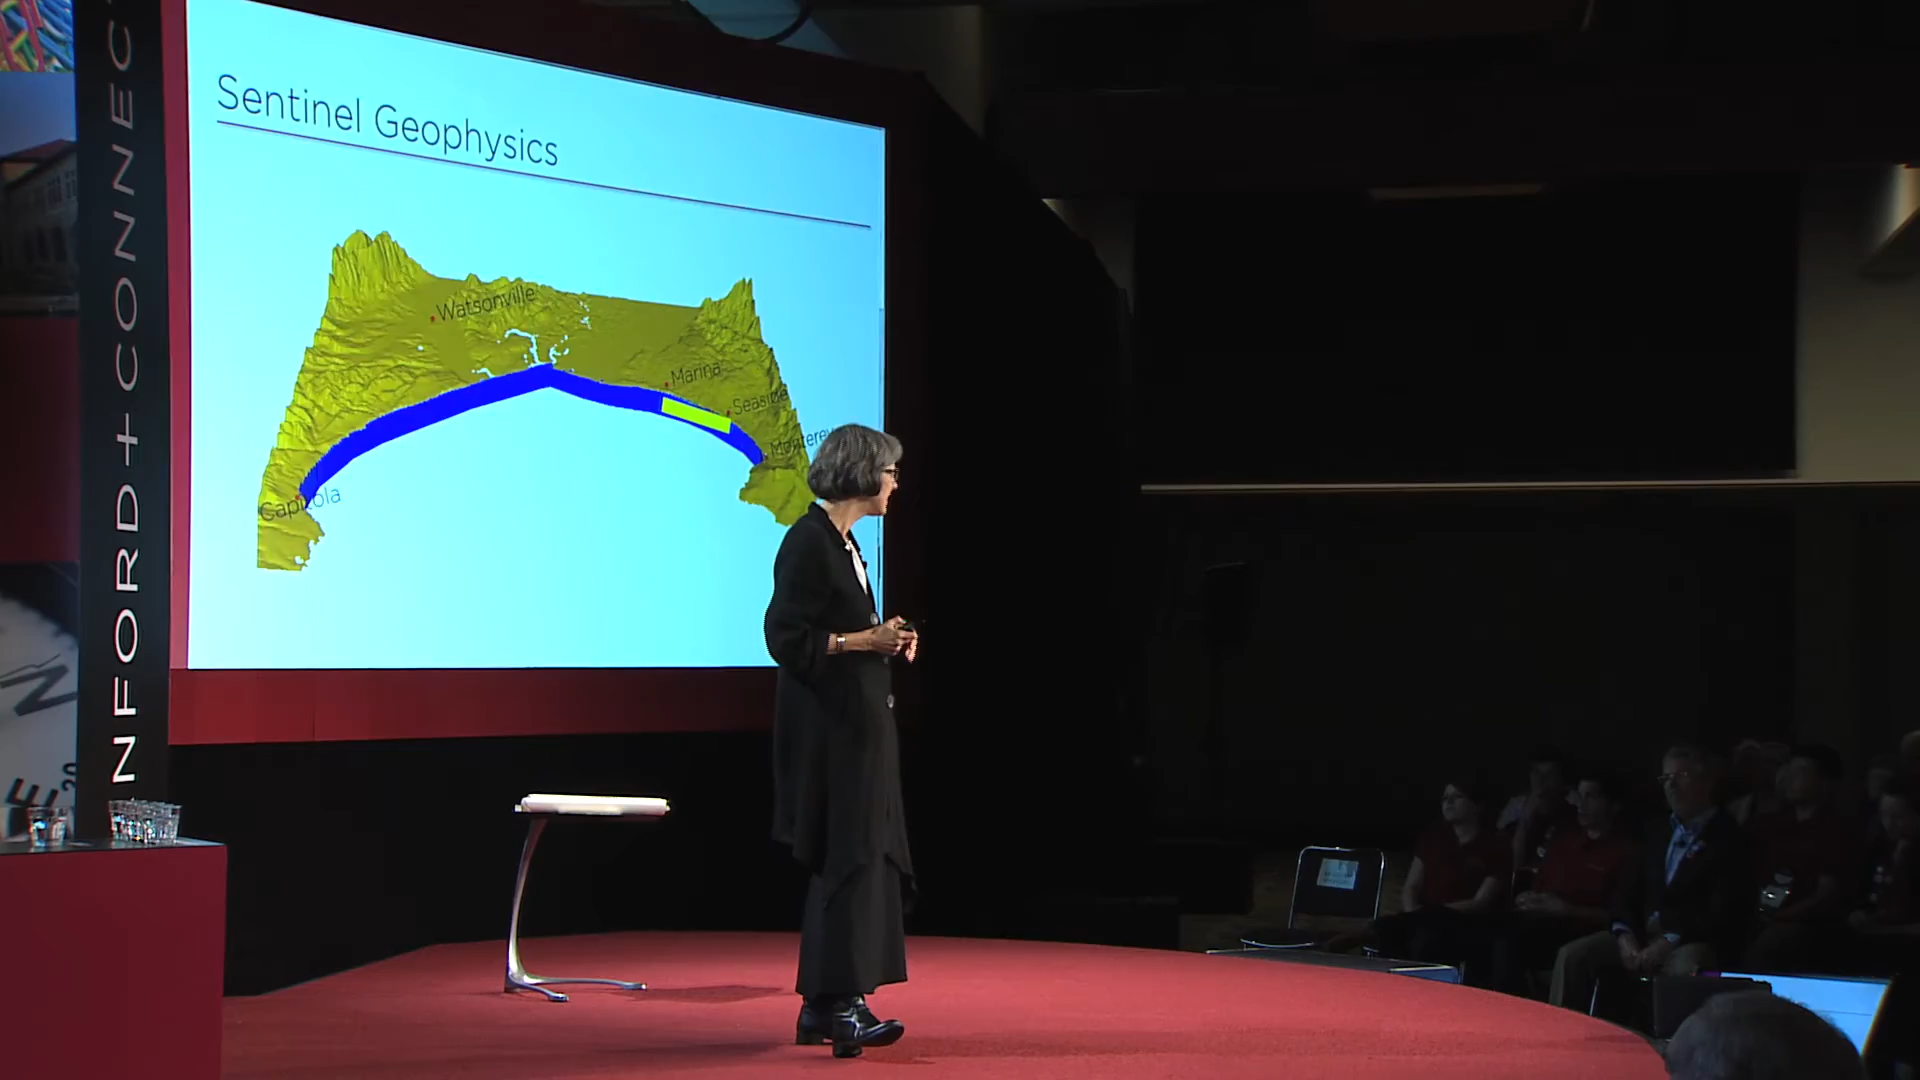 Sentinel Geophysics
Watsonville
Marina
Seaside
Monterey
Capitola
NFORD+CONNEC